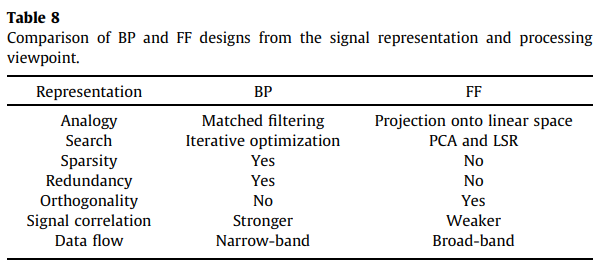 Table 8
Comparison of BP and FF designs from the signal representation and processing
viewpoint.
Representation BP FF
Analogy Matched filtering Projection onto linear space
Search Iterative optimization PCA and LSR
Sparsity Yes No
Redundancy Yes No
Orthogonality No Yes
Signal correlation Stronger Weaker
Data flow Narrow-band Broad-band